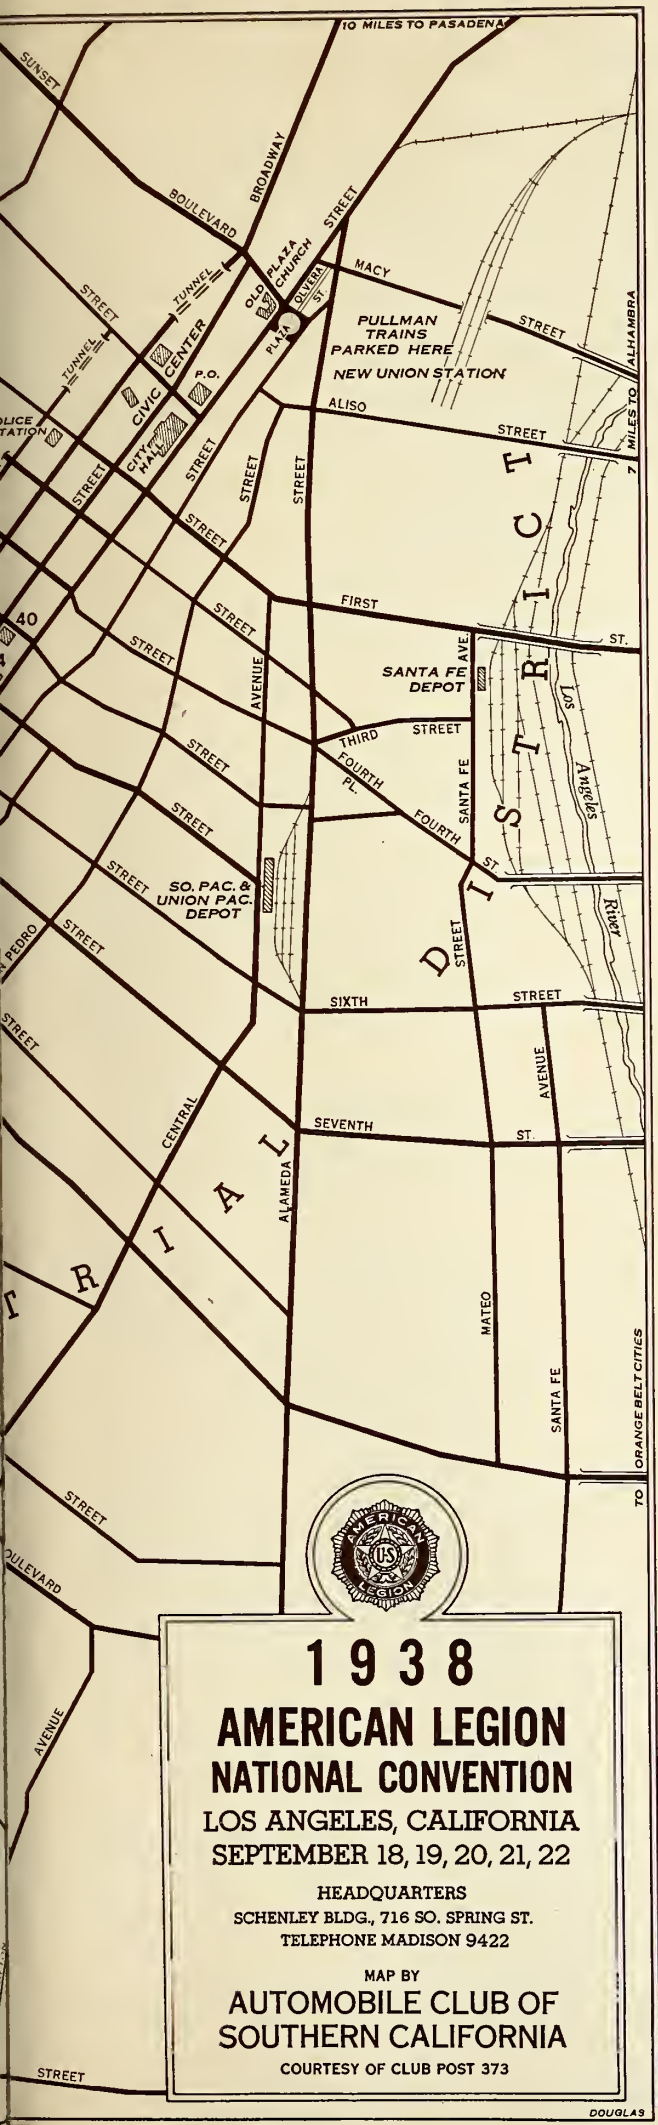 10 MILES TO PASADENA
SUNSET
BROADWAY
BOULEVARD
STREET
OLD PLAZA
CHURCH
OLVERA
ST.
MACY
STREET
TUNNEL
STREET
TUNNEL
PLAZA
PULLMAN
TRAINS
PARKED HERE
NEW UNION STATION
7 MILES TO ALHAMBRA
CIVIC
CENTER
P.O.
CITY
HALL
ALISO
STREET
STREET
STREET
STREET
STREET
STREET
FIRST
ST.
40
STREET
STREET
AVENUE
SANTA FE
DEPOT
AVE.
SANTA FE
THIRD
STREET
FOURTH
PL.
FOURTH
ST.
Los
Angeles
River
STREET
STREET
STREET
SO. PAC. &
UNION PAC.
DEPOT
STREET
STREET
SIXTH
STREET
STREET
AVENUE
CENTRAL
SEVENTH
ST.
ALAMEDA
T R I A L
D I S T R I C T
MATEO
SANTA FE
TO ORANGE BELT CITIES
STREET
AVENUE
STREET
AMERICAN
U·S
LEGION
1938
AMERICAN LEGION
NATIONAL CONVENTION
LOS ANGELES, CALIFORNIA
SEPTEMBER 18, 19, 20, 21, 22
HEADQUARTERS
SCHENLEY BLDG., 716 SO. SPRING ST.
TELEPHONE MADISON 9422
MAP BY
AUTOMOBILE CLUB OF
SOUTHERN CALIFORNIA
COURTESY OF CLUB POST 373
DOUGLAS